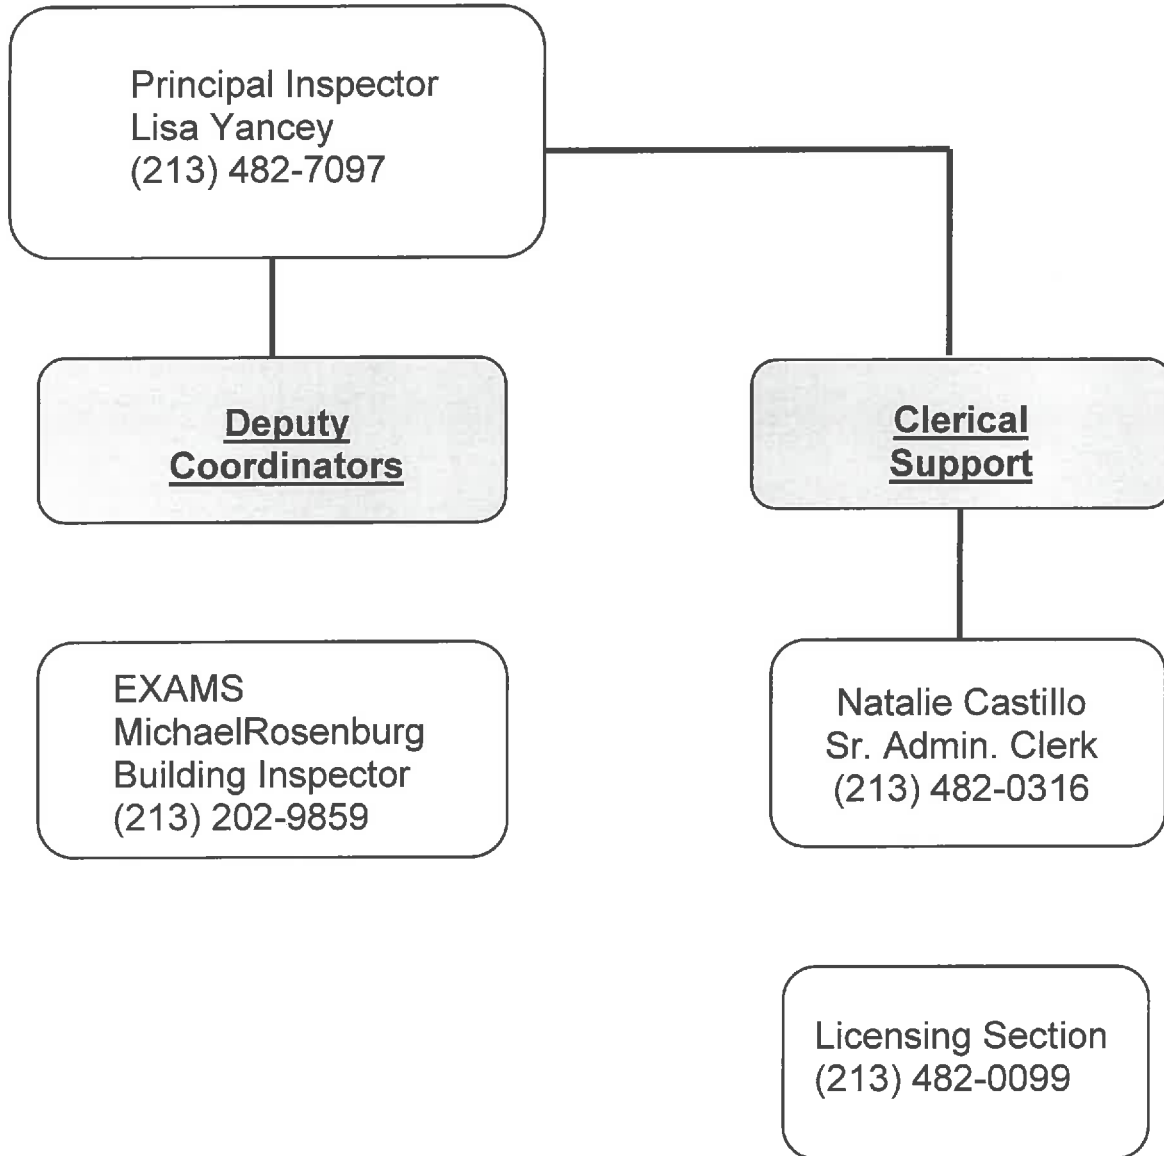 Principal Inspector
Lisa Yancey
(213) 482-7097
Deputy
Coordinators
Clerical
Support
EXAMS
MichaelRosenburg
Building Inspector
(213) 202-9859
Natalie Castillo
Sr. Admin. Clerk
(213) 482-0316
Licensing Section
(213) 482-0099